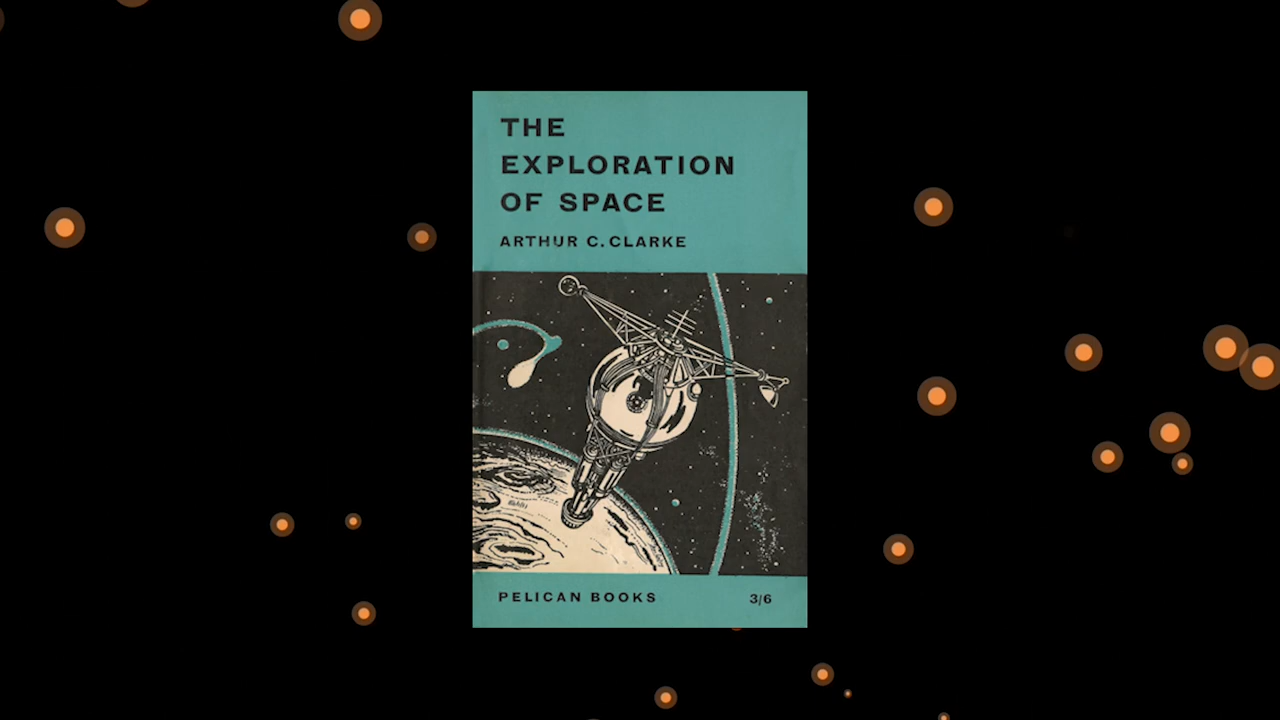 THE
EXPLORATION
OF SPACE
ARTHUR C. CLARKE
PELICAN BOOKS 3/6